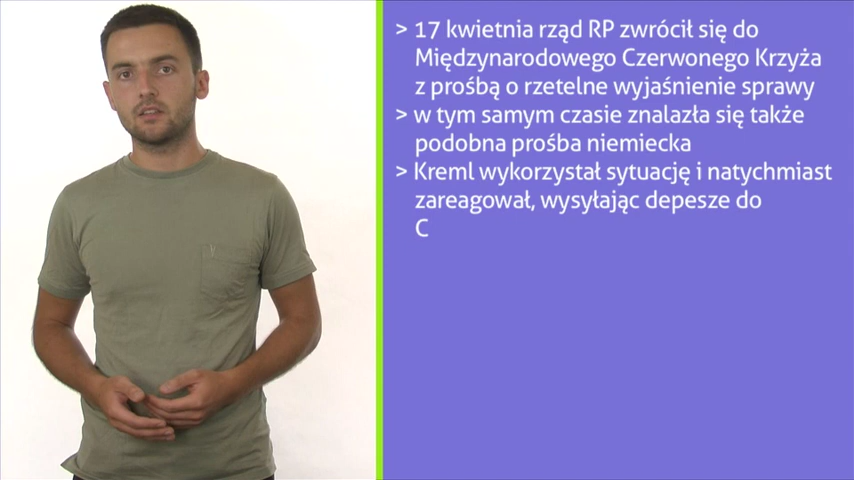 > 17 kwietnia rząd RP zwrócił się do
Międzynarodowego Czerwonego Krzyża
z prośbą o rzetelne wyjaśnienie sprawy
> w tym samym czasie znalazła się także
podobna prośba niemiecka
> Kreml wykorzystał sytuację i natychmiast
zareagował, wysyłając depesze do
C